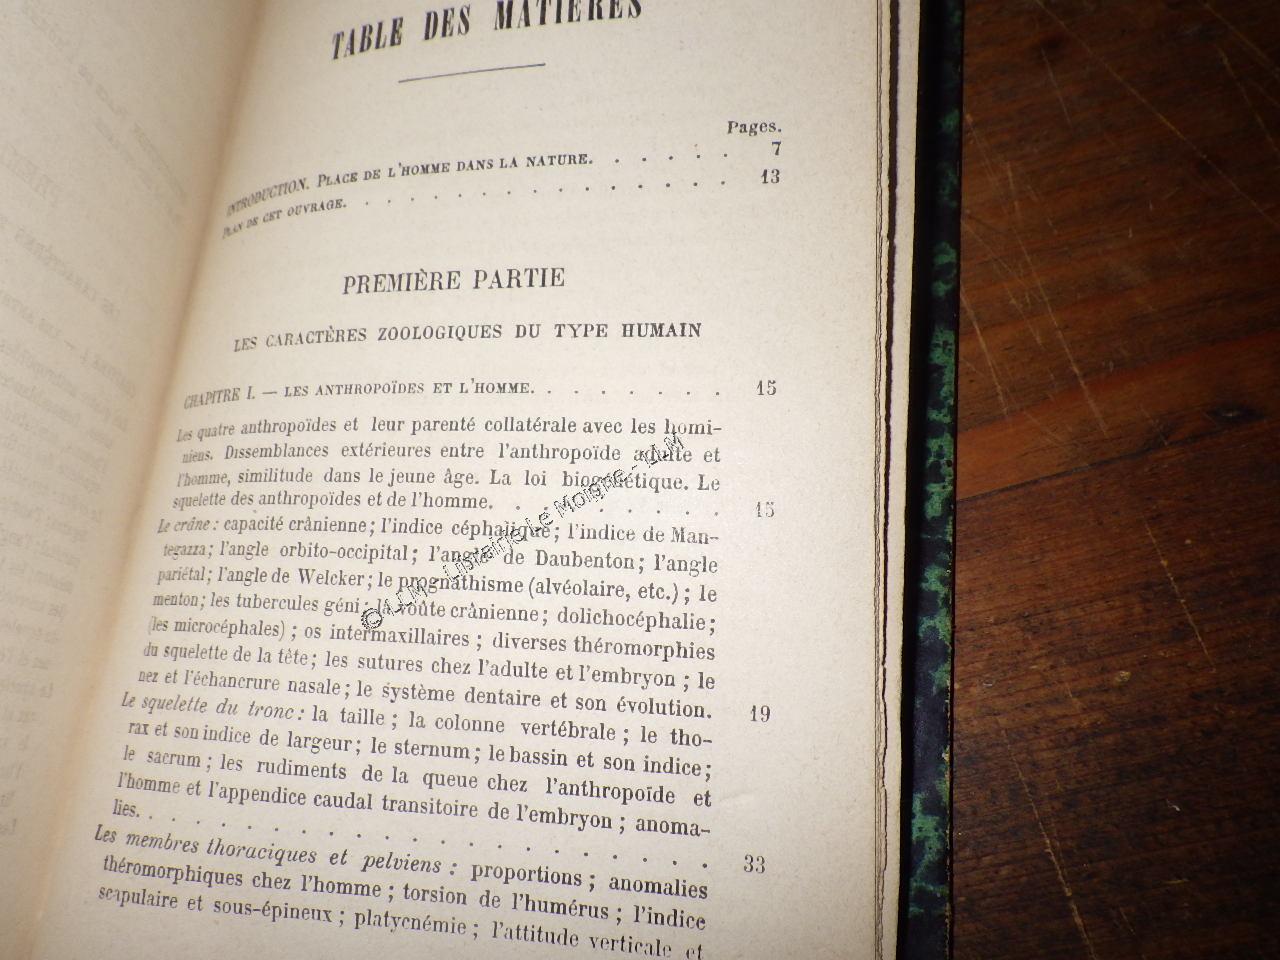 TABLE DES MATIÈRES
Pages.
INTRODUCTION. PLACE DE L'HOMME DANS LA NATURE. . . . . . 7
PLAN DE CET OUVRAGE. . . . . . . . . . . . . . 13
PREMIÈRE PARTIE
LES CARACTÈRES ZOOLOGIQUES DU TYPE HUMAIN
CHAPITRE I. — LES ANTHROPOÏDES ET L'HOMME. . . . . . . . 15
Les quatre anthropoïdes et leur parenté collatérale avec les homi-
niens. Dissemblances extérieures entre l'anthropoïde adulte et
l'homme, similitude dans le jeune âge. La loi biogénétique. Le
squelette des anthropoïdes et de l'homme. . . . . . . . . 15
Le crâne : capacité crânienne ; l'indice céphalique ; l'indice de Man-
tegazza ; l'angle orbito-occipital ; l'angle de Daubenton ; l'angle
pariétal ; l'angle de Welcker ; le prognathisme (alvéolaire, etc.) ; le
menton ; les tubercules géni ; la voûte crânienne ; dolichocéphalie ;
(les microcéphales) ; os intermaxillaires ; diverses théromorphies
du squelette de la tête ; les sutures chez l'adulte et l'embryon ; le
nez et l'échancrure nasale ; le système dentaire et son évolution. 19
Le squelette du tronc : la taille ; la colonne vertébrale ; le tho-
rax et son indice de largeur ; le sternum ; le bassin et son indice ;
le sacrum ; les rudiments de la queue chez l'anthropoïde et
l'homme et l'appendice caudal transitoire de l'embryon ; anoma-
lies. . . . . . . . . . . . . . . . . . . . . . 33
Les membres thoraciques et pelviens : proportions ; anomalies
théromorphiques chez l'homme ; torsion de l'humérus ; l'indice
scapulaire et sous-épineux ; platycnémie ; l'attitude verticale et
© LLM - Librairie Le Moigne - LLM